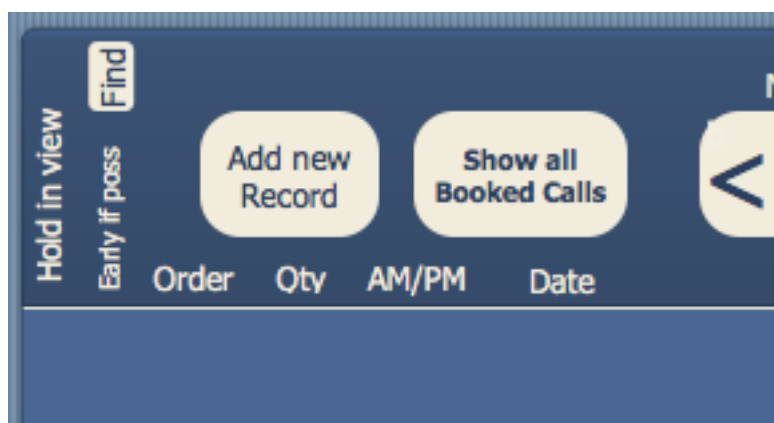 Hold in view
Early if poss
Find
Add new
Record
Show all
Booked Calls
<
Order
Qty
AM/PM
Date